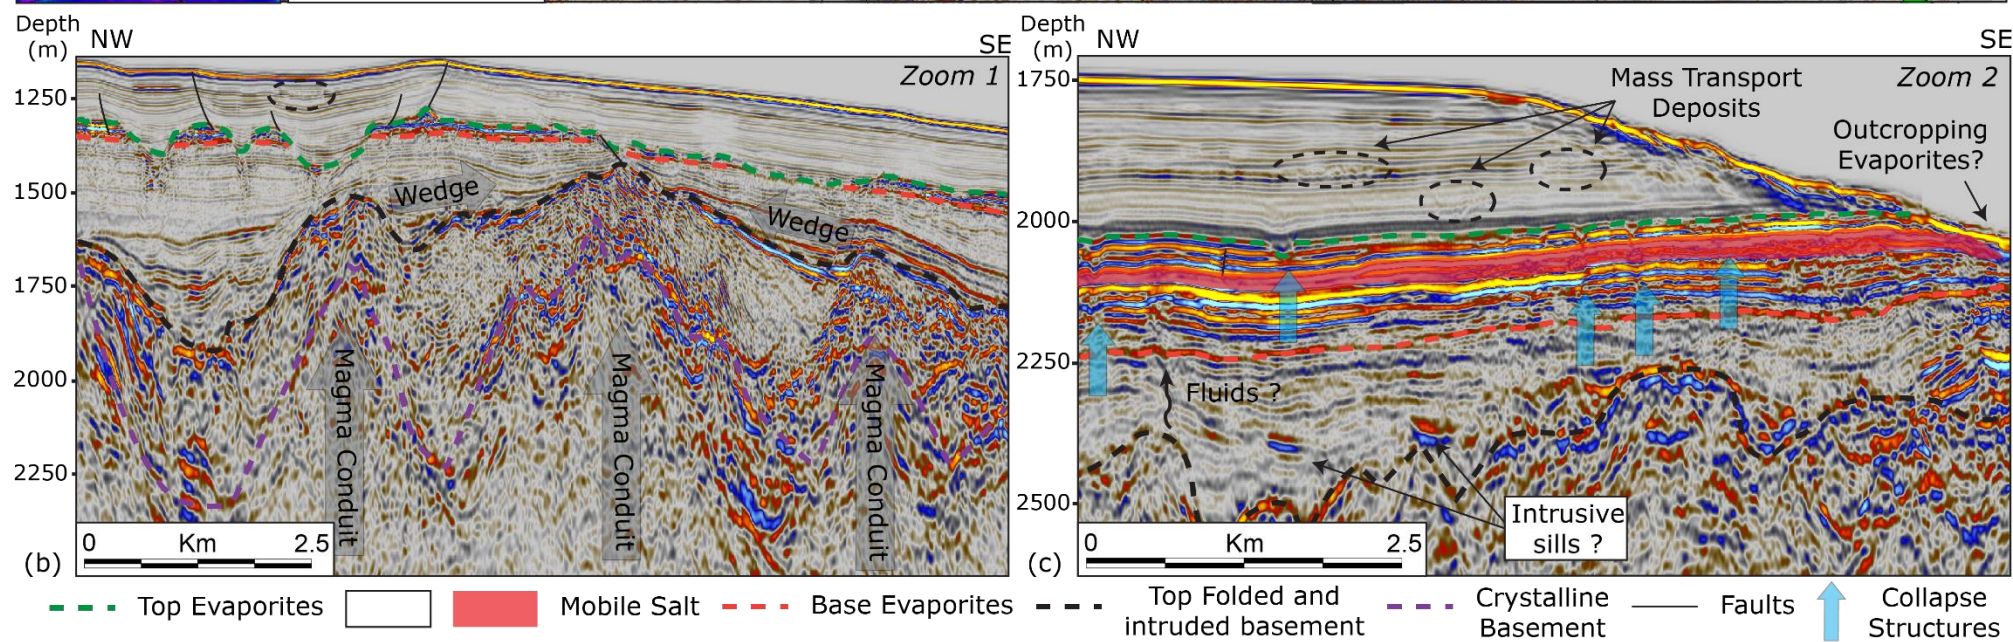 Depth
(m)
NW
SE
Zoom 1
1250
1500
1750
2000
2250
Wedge
Wedge
Magma Conduit
Magma Conduit
Magma Conduit
0 Km 2.5
(b)
Depth
(m)
NW
SE
Zoom 2
1750
2000
2250
2500
Mass Transport
Deposits
Outcropping
Evaporites?
Fluids ?
Intrusive
sills ?
0 Km 2.5
(c)
Top Evaporites
Mobile Salt
Base Evaporites
Top Folded and
intruded basement
Crystalline
Basement
Faults
Collapse
Structures